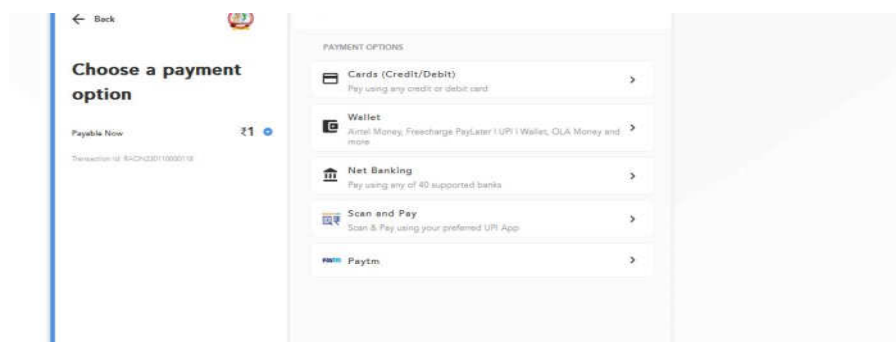 ← Back
Choose a payment
option
Payable Now ₹1
PAYMENT OPTIONS
Cards (Credit/Debit)
Pay using any credit or debit card
Wallet
Airtel Money, Freecharge PayLater | UPI | Wallet, OLA Money and
more
Net Banking
Pay using any of 40 supported banks
Scan and Pay
Scan & Pay using your preferred UPI App
Paytm Paytm